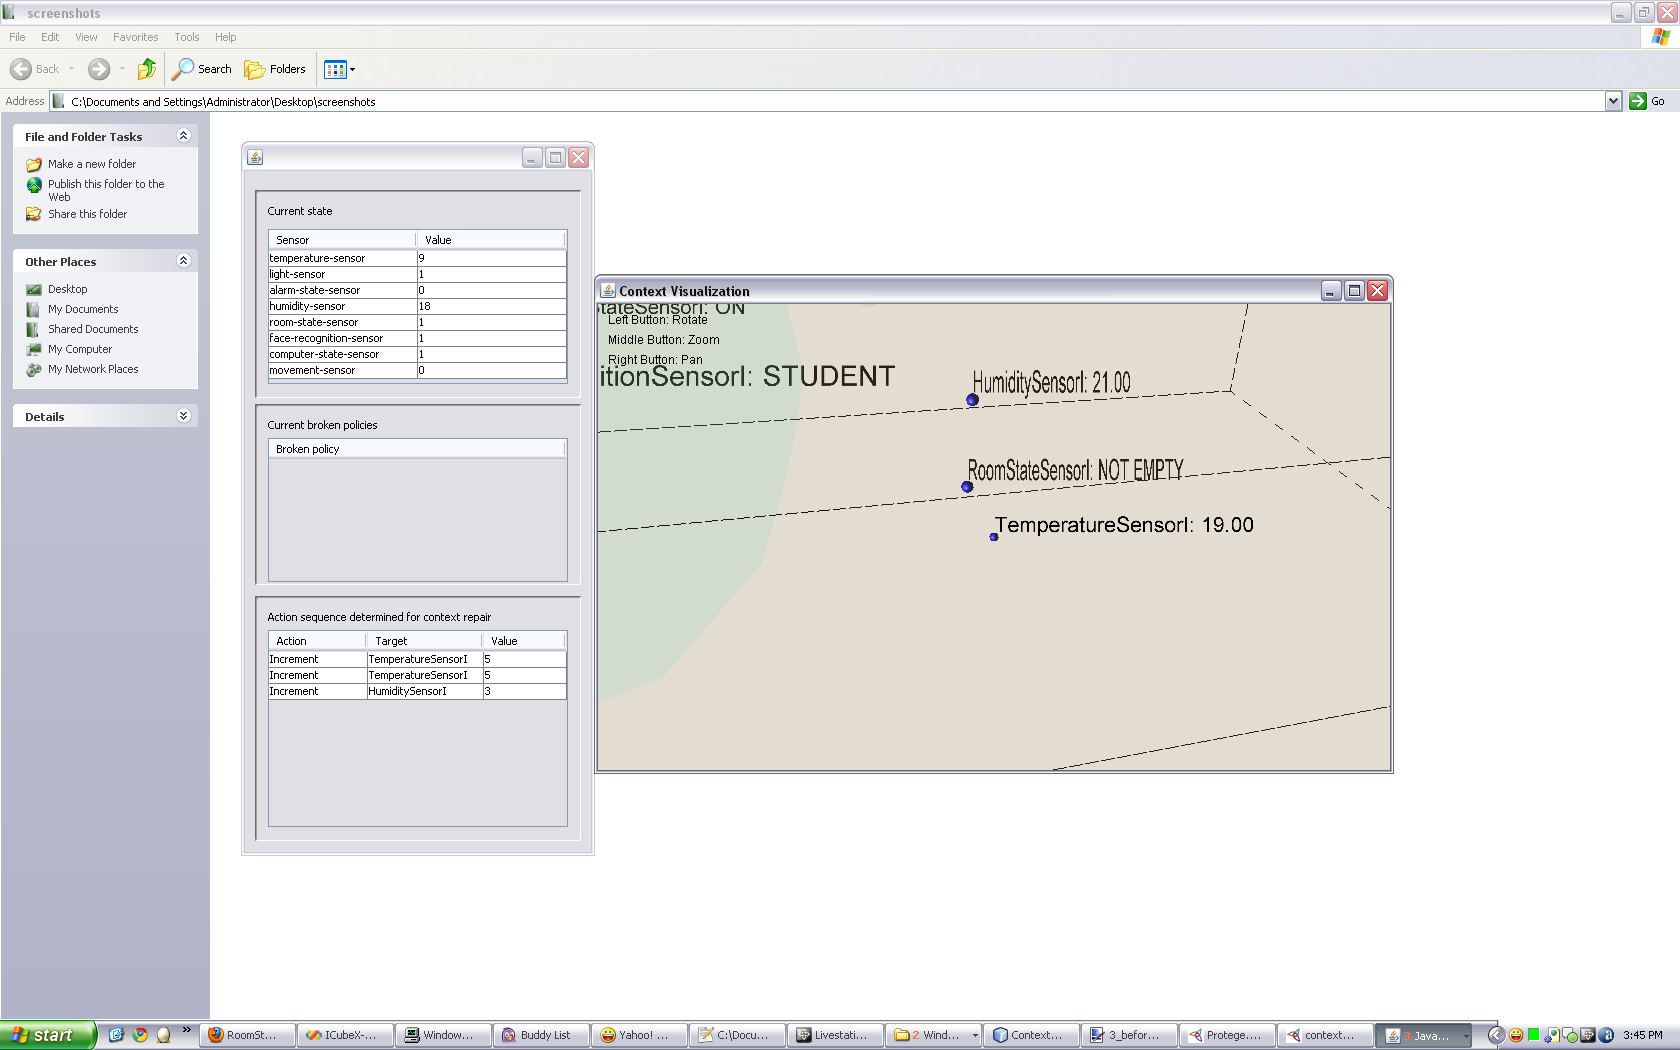 screenshots
File Edit View Favorites Tools Help
Back Search Folders
Address C:\Documents and Settings\Administrator\Desktop\screenshots Go
File and Folder Tasks
Make a new folder
Publish this folder to the
Web
Share this folder
Other Places
Desktop
My Documents
Shared Documents
My Computer
My Network Places
Details
Current state
Sensor Value
temperature-sensor 9
light-sensor 1
alarm-state-sensor 0
humidity-sensor 18
room-state-sensor 1
face-recognition-sensor 1
computer-state-sensor 1
movement-sensor 0
Current broken policies
Broken policy
Action sequence determined for context repair
Action Target Value
Increment TemperatureSensorI 5
Increment TemperatureSensorI 5
Increment HumiditySensorI 3
Context Visualization
tateSensorI: ON
Left Button: Rotate
Middle Button: Zoom
Right Button: Pan
itionSensorI: STUDENT
HumiditySensorI: 21.00
RoomStateSensorI: NOT EMPTY
TemperatureSensorI: 19.00
start » RoomSt... ICubeX-... Window... Buddy List Yahoo! ... C:\Docu... Livestati... 2 Wind... Context... 3_befor... Protege... context... 3 Java... 3:45 PM